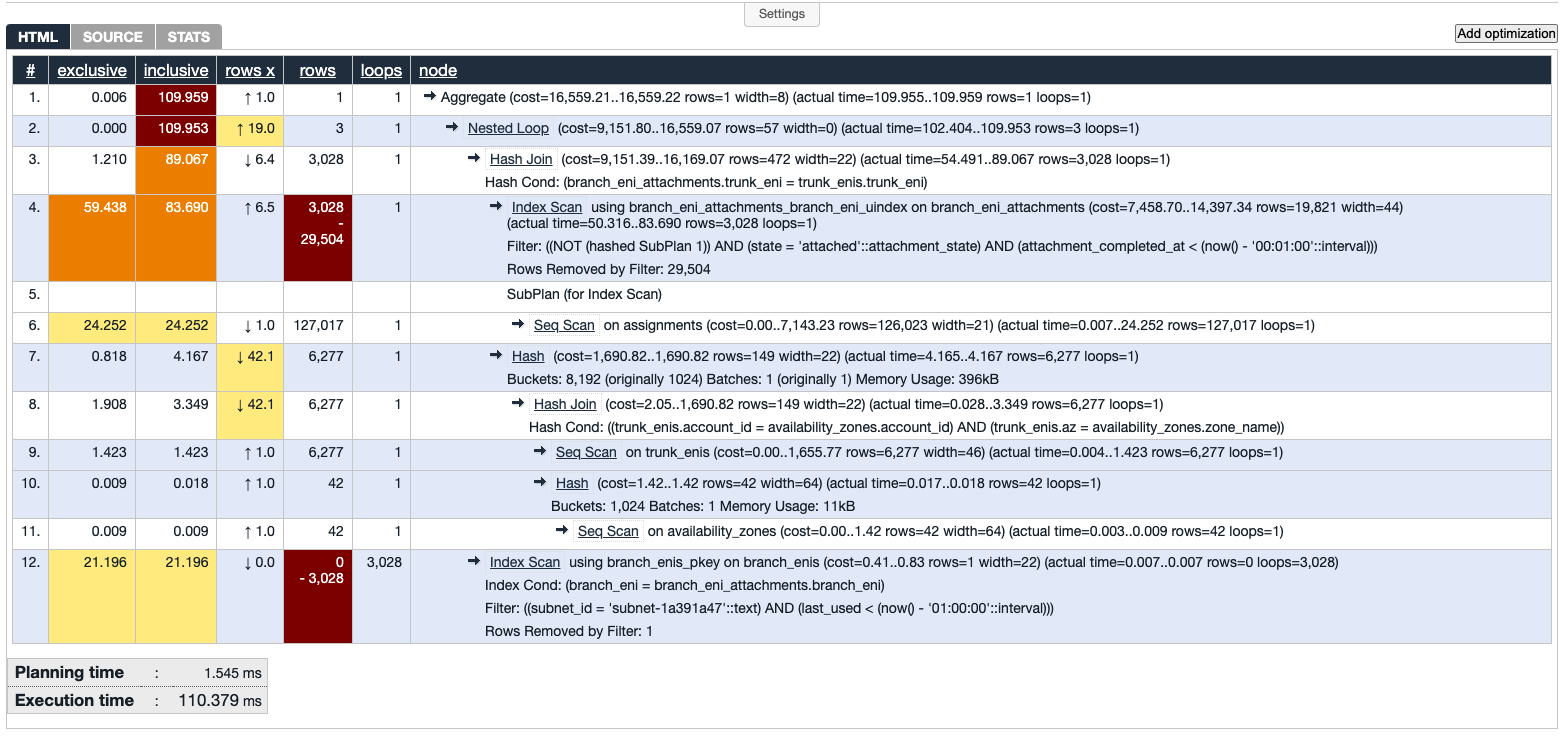 Settings
HTML SOURCE STATS
Add optimization
# exclusive inclusive rows x rows loops node
1. 0.006 109.959 ↑ 1.0 1 1 → Aggregate (cost=16,559.21..16,559.22 rows=1 width=8) (actual time=109.955..109.959 rows=1 loops=1)
2. 0.000 109.953 ↑ 19.0 3 1 → Nested Loop (cost=9,151.80..16,559.07 rows=57 width=0) (actual time=102.404..109.953 rows=3 loops=1)
3. 1.210 89.067 ↓ 6.4 3,028 1 → Hash Join (cost=9,151.39..16,169.07 rows=472 width=22) (actual time=54.491..89.067 rows=3,028 loops=1)
Hash Cond: (branch_eni_attachments.trunk_eni = trunk_enis.trunk_eni)
4. 59.438 83.690 ↑ 6.5 3,028 1 → Index Scan using branch_eni_attachments_branch_eni_uindex on branch_eni_attachments (cost=7,458.70..14,397.34 rows=19,821 width=44)
- (actual time=50.316..83.690 rows=3,028 loops=1)
29,504 Filter: ((NOT (hashed SubPlan 1)) AND (state = 'attached'::attachment_state) AND (attachment_completed_at < (now() - '00:01:00'::interval)))
Rows Removed by Filter: 29,504
5. SubPlan (for Index Scan)
6. 24.252 24.252 ↓ 1.0 127,017 1 → Seq Scan on assignments (cost=0.00..7,143.23 rows=126,023 width=21) (actual time=0.007..24.252 rows=127,017 loops=1)
7. 0.818 4.167 ↓ 42.1 6,277 1 → Hash (cost=1,690.82..1,690.82 rows=149 width=22) (actual time=4.165..4.167 rows=6,277 loops=1)
Buckets: 8,192 (originally 1024) Batches: 1 (originally 1) Memory Usage: 396kB
8. 1.908 3.349 ↓ 42.1 6,277 1 → Hash Join (cost=2.05..1,690.82 rows=149 width=22) (actual time=0.028..3.349 rows=6,277 loops=1)
Hash Cond: ((trunk_enis.account_id = availability_zones.account_id) AND (trunk_enis.az = availability_zones.zone_name))
9. 1.423 1.423 ↑ 1.0 6,277 1 → Seq Scan on trunk_enis (cost=0.00..1,655.77 rows=6,277 width=46) (actual time=0.004..1.423 rows=6,277 loops=1)
10. 0.009 0.018 ↑ 1.0 42 1 → Hash (cost=1.42..1.42 rows=42 width=64) (actual time=0.017..0.018 rows=42 loops=1)
Buckets: 1,024 Batches: 1 Memory Usage: 11kB
11. 0.009 0.009 ↑ 1.0 42 1 → Seq Scan on availability_zones (cost=0.00..1.42 rows=42 width=64) (actual time=0.003..0.009 rows=42 loops=1)
12. 21.196 21.196 ↓ 0.0 0 3,028 → Index Scan using branch_enis_pkey on branch_enis (cost=0.41..0.83 rows=1 width=22) (actual time=0.007..0.007 rows=0 loops=3,028)
- 3,028 Index Cond: (branch_eni = branch_eni_attachments.branch_eni)
Filter: ((subnet_id = 'subnet-1a391a47'::text) AND (last_used < (now() - '01:00:00'::interval)))
Rows Removed by Filter: 1
Planning time : 1.545 ms
Execution time : 110.379 ms